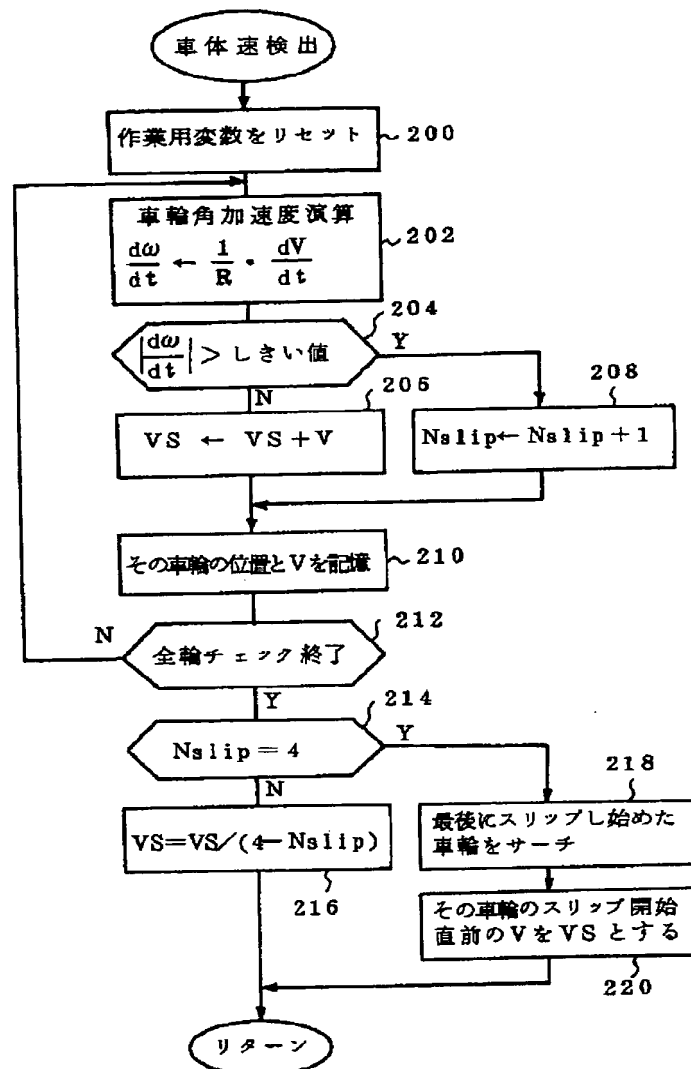 車体速検出
作業用変数をリセット
200
車輪角加速度演算
dω/dt ← 1/R · dV/dt
202
204
|dω/dt| > しきい値
Y
N
206
208
VS ← VS+V
Nslip←Nslip+1
その車輪の位置とVを記憶
210
N
212
全輪チェック終了
Y
214
Nslip=4
Y
N
218
VS=VS/(4-Nslip)
216
最後にスリップし始めた
車輪をサーチ
その車輪のスリップ開始
直前のVをVSとする
220
リターン